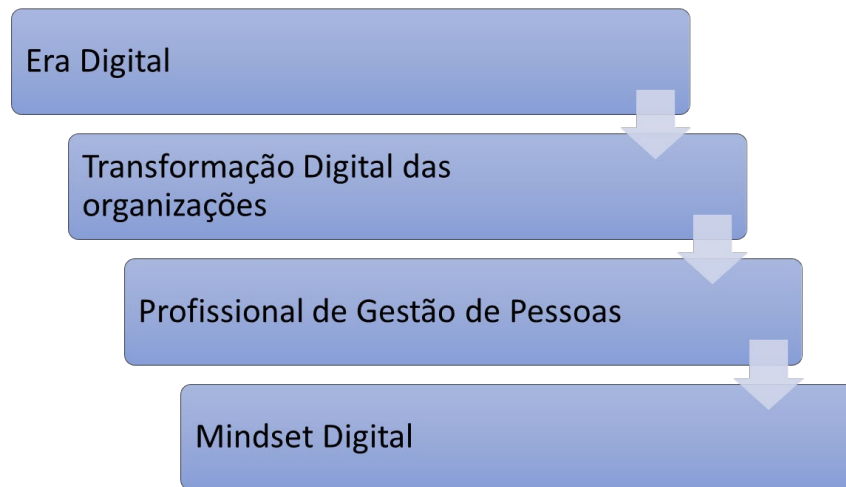 Era Digital
Transformação Digital das
organizações
Profissional de Gestão de Pessoas
Mindset Digital